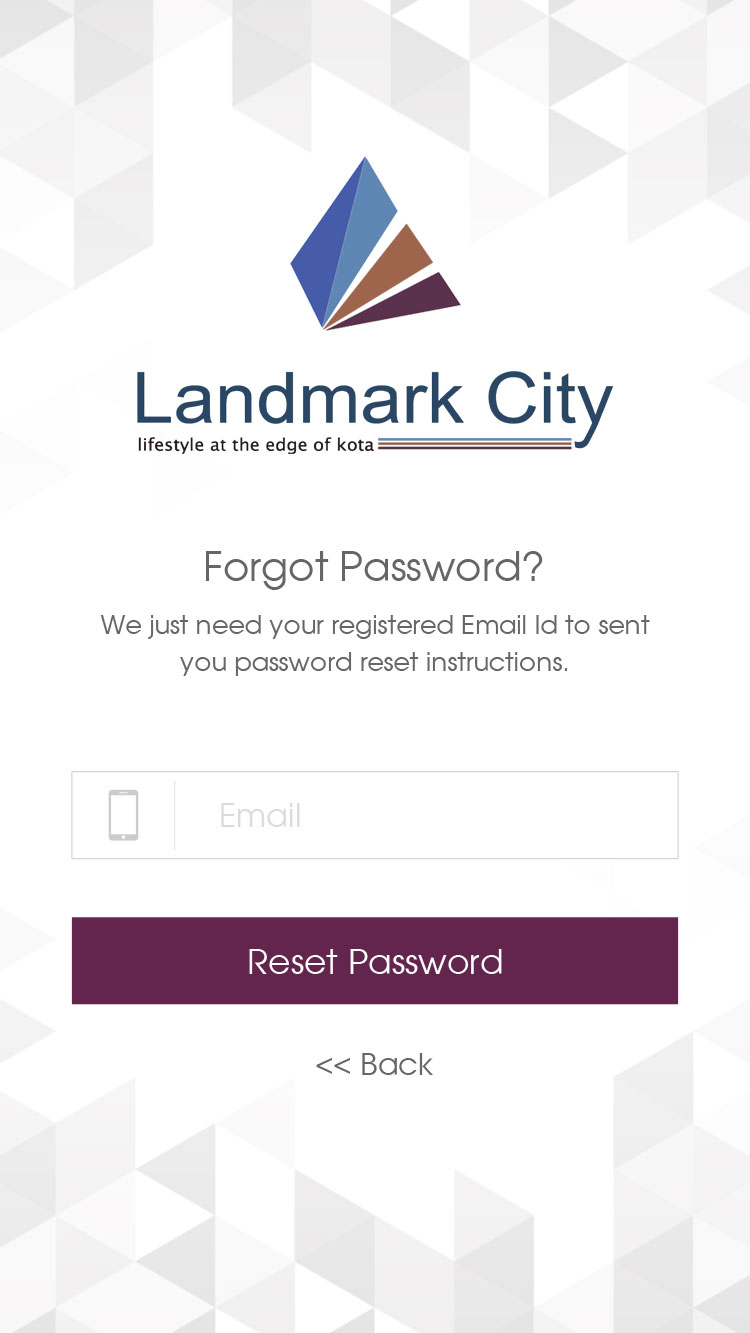 Landmark City
lifestyle at the edge of kota
Forgot Password?
We just need your registered Email Id to sent
you password reset instructions.
Email
Reset Password
<< Back